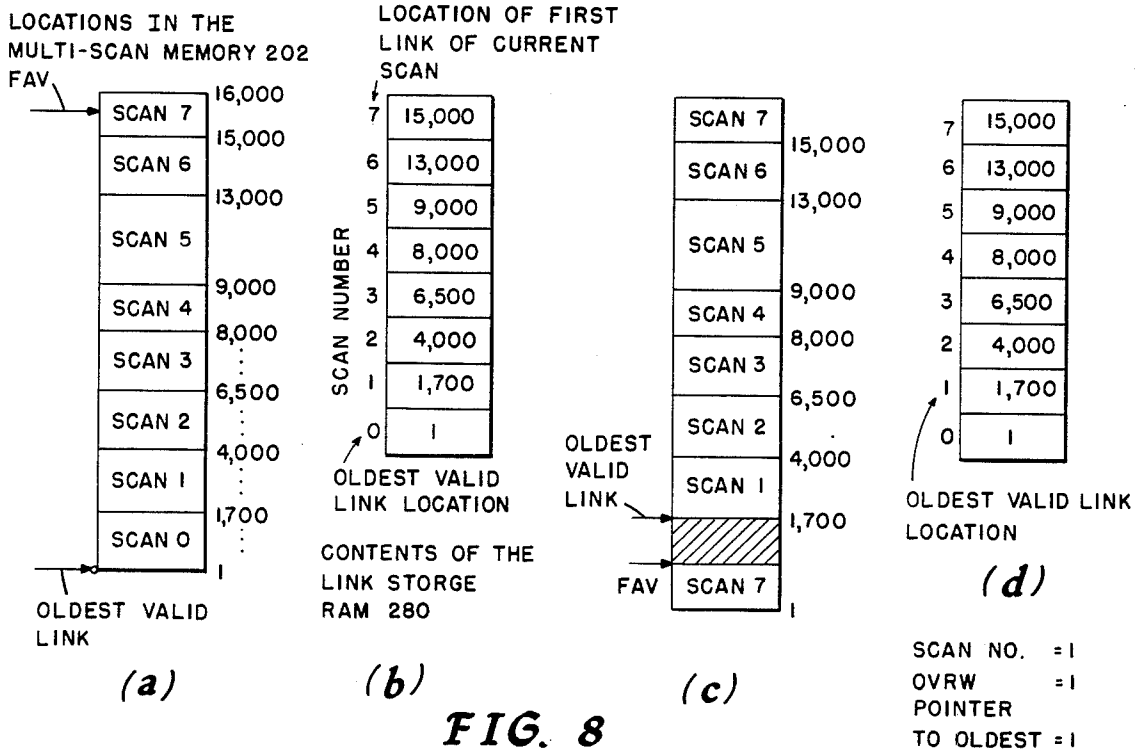 LOCATIONS IN THE
MULTI-SCAN MEMORY 202
FAV
SCAN 7
SCAN 6
SCAN 5
SCAN 4
SCAN 3
SCAN 2
SCAN 1
SCAN 0
16,000
15,000
13,000
9,000
8,000
6,500
4,000
1,700
1
OLDEST VALID
LINK
(a)
LOCATION OF FIRST
LINK OF CURRENT
SCAN
SCAN NUMBER
7 15,000
6 13,000
5 9,000
4 8,000
3 6,500
2 4,000
1 1,700
0 1
OLDEST VALID
LINK LOCATION
CONTENTS OF THE
LINK STORGE
RAM 280
(b)
SCAN 7
SCAN 6
SCAN 5
SCAN 4
SCAN 3
SCAN 2
SCAN 1
SCAN 7
15,000
13,000
9,000
8,000
6,500
4,000
1,700
1
OLDEST
VALID
LINK
FAV
(c)
7 15,000
6 13,000
5 9,000
4 8,000
3 6,500
2 4,000
1 1,700
0 1
OLDEST VALID LINK
LOCATION
(d)
SCAN NO. =1
OVRW =1
POINTER
TO OLDEST =1
FIG. 8